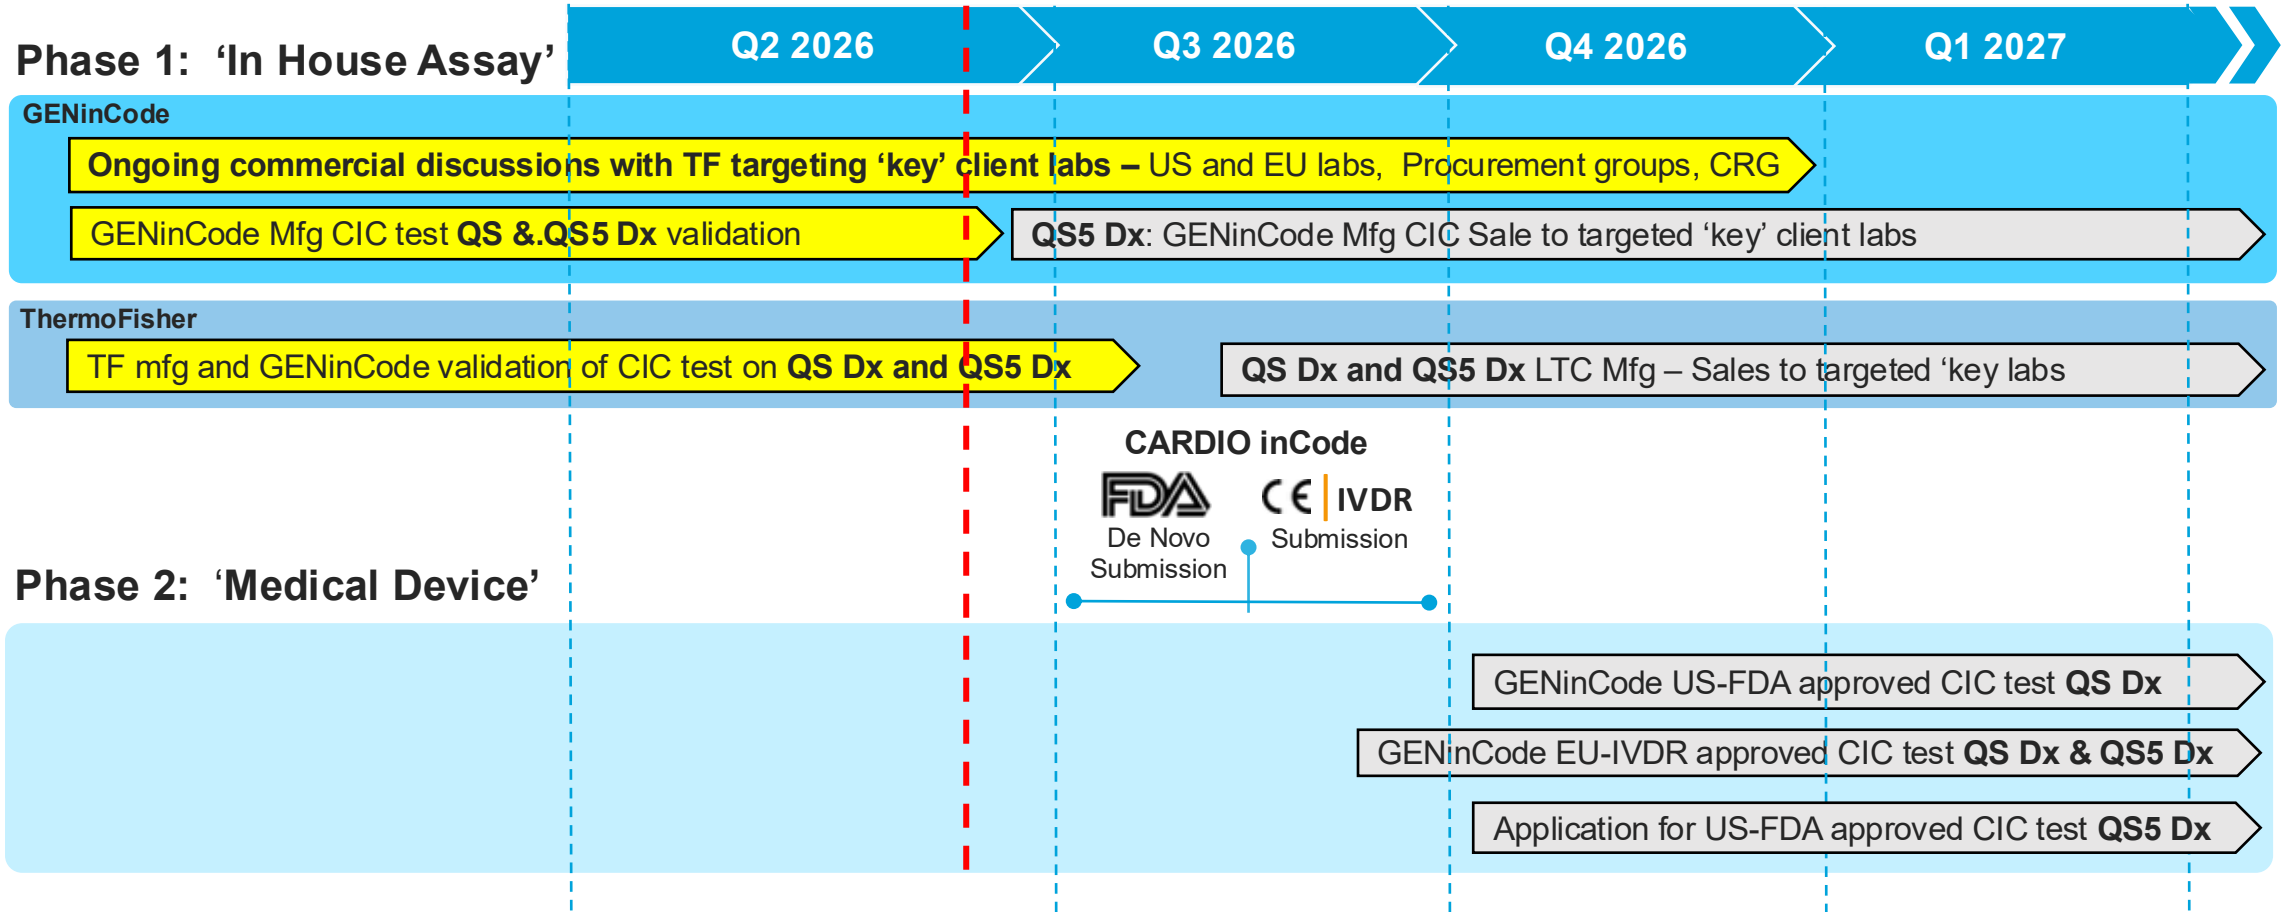 Phase 1:  ‘In House Assay’
Q2 2026
Q3 2026
Q4 2026
Q1 2027
GENinCode
Ongoing commercial discussions with TF targeting ‘key’ client labs – US and EU labs,  Procurement groups, CRG
GENinCode Mfg CIC test QS &.QS5 Dx validation
QS5 Dx: GENinCode Mfg CIC Sale to targeted ‘key’ client labs
ThermoFisher
TF mfg and GENinCode validation of CIC test on QS Dx and QS5 Dx
QS Dx and QS5 Dx LTC Mfg – Sales to targeted ‘key labs
CARDIO inCode
FDA
De Novo
Submission
CE | IVDR
Submission
Phase 2:  ‘Medical Device’
GENinCode US-FDA approved CIC test QS Dx
GENinCode EU-IVDR approved CIC test QS Dx & QS5 Dx
Application for US-FDA approved CIC test QS5 Dx